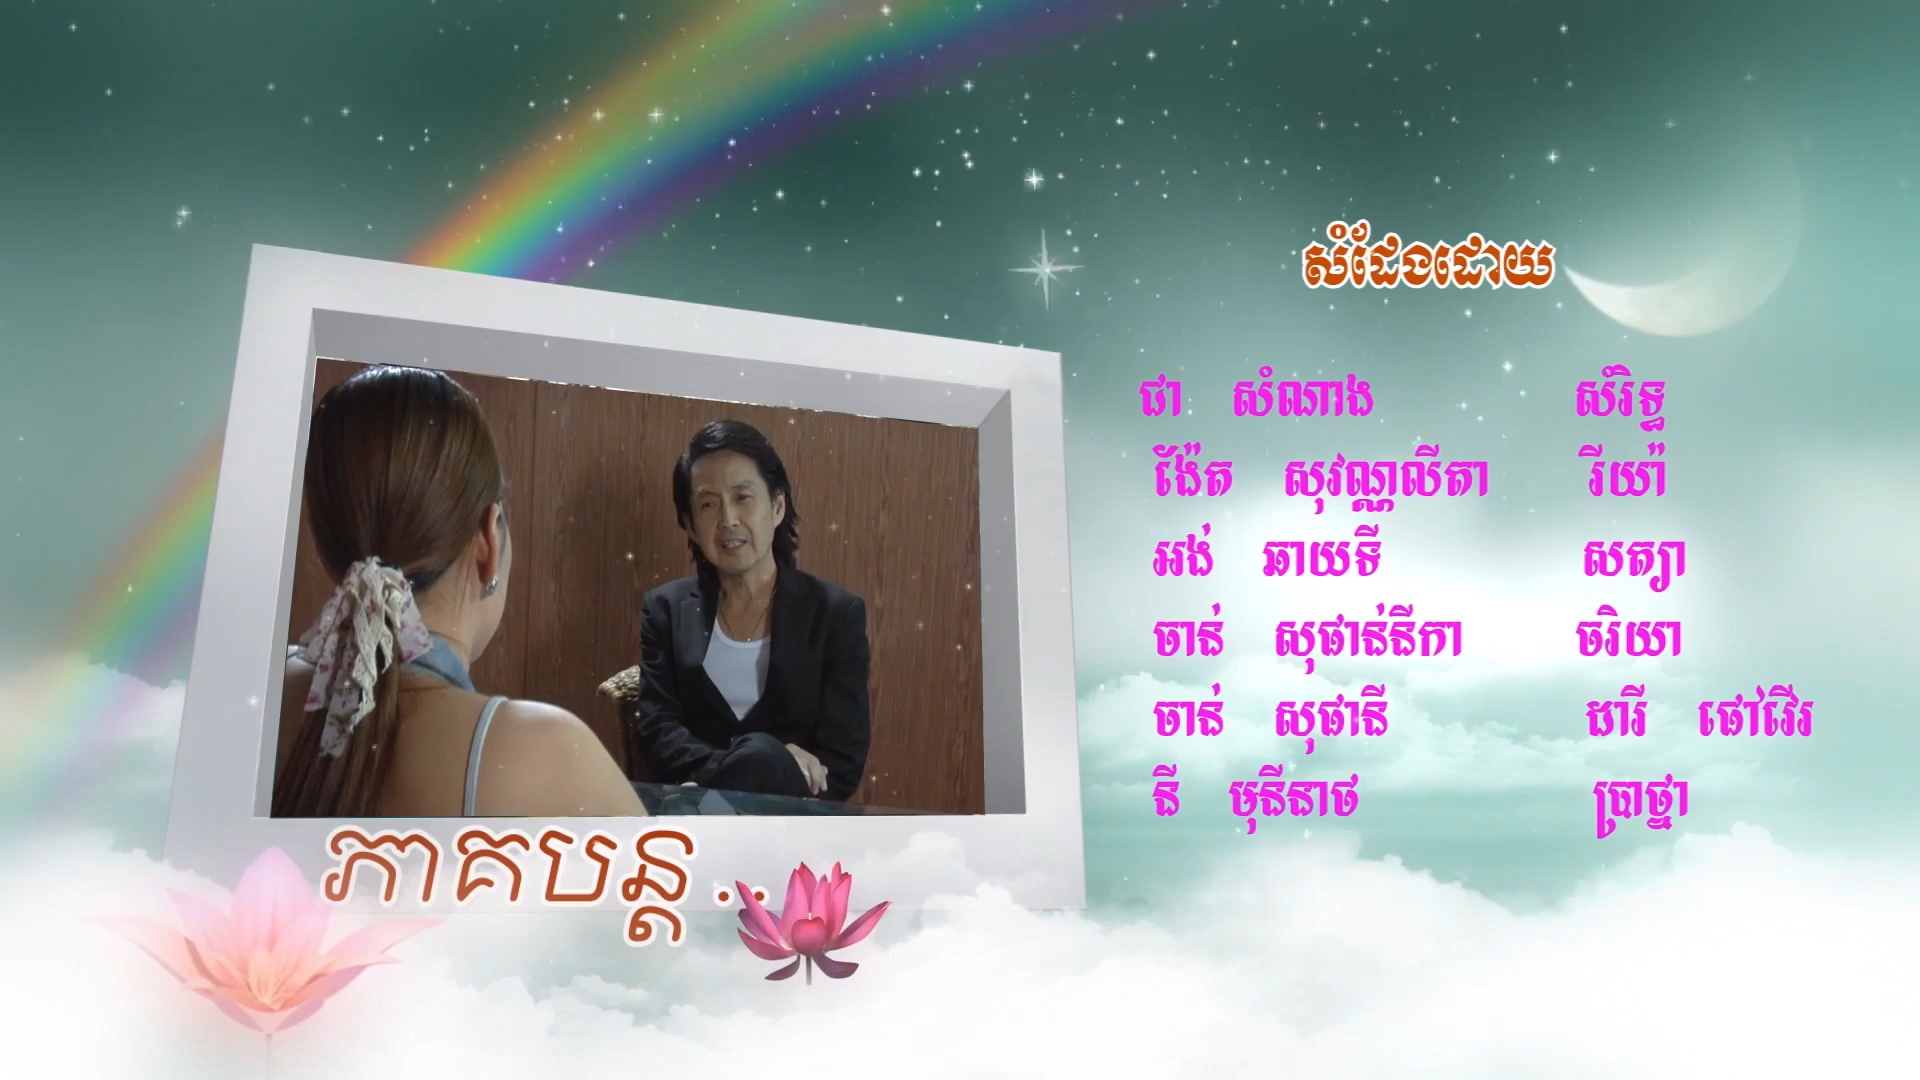 សំដែងដោយ
ជា សំណាង សំរិទ្ធ
ង៉ែត សុវណ្ណលីតា រីយ៉ា
អង់ ឆាយទី សត្យា
ចាន់ សុផាន់នីកា ចរិយា
ចាន់ សុផានី ដារី ផៅវើរ
នី មុនីនាថ ប្រាថ្នា
ភាគបន្ត ..